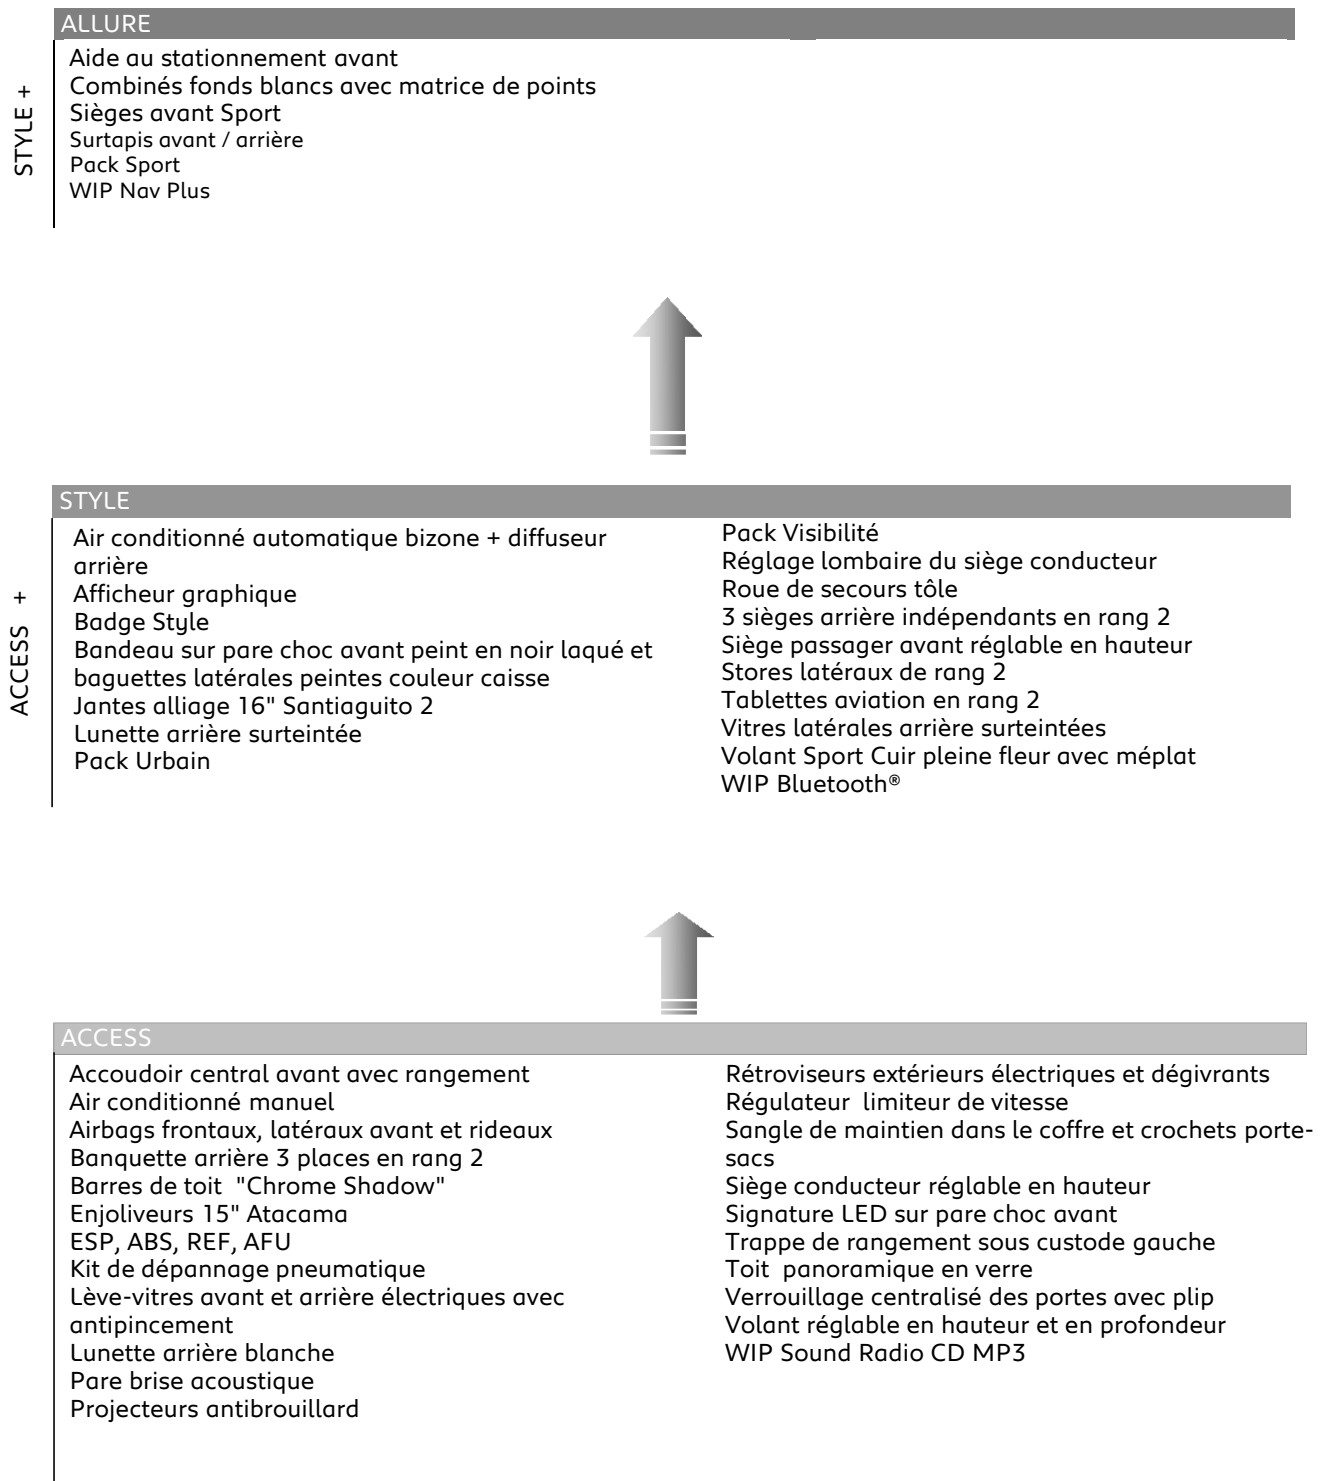 ALLURE
STYLE +
Aide au stationnement avant
Combinés fonds blancs avec matrice de points
Sièges avant Sport
Surtapis avant / arrière
Pack Sport
WIP Nav Plus
STYLE
ACCESS +
Air conditionné automatique bizone + diffuseur
arrière
Afficheur graphique
Badge Style
Bandeau sur pare choc avant peint en noir laqué et
baguettes latérales peintes couleur caisse
Jantes alliage 16" Santiaguito 2
Lunette arrière surteintée
Pack Urbain
Pack Visibilité
Réglage lombaire du siège conducteur
Roue de secours tôle
3 sièges arrière indépendants en rang 2
Siège passager avant réglable en hauteur
Stores latéraux de rang 2
Tablettes aviation en rang 2
Vitres latérales arrière surteintées
Volant Sport Cuir pleine fleur avec méplat
WIP Bluetooth®
ACCESS
Accoudoir central avant avec rangement
Air conditionné manuel
Airbags frontaux, latéraux avant et rideaux
Banquette arrière 3 places en rang 2
Barres de toit "Chrome Shadow"
Enjoliveurs 15" Atacama
ESP, ABS, REF, AFU
Kit de dépannage pneumatique
Lève-vitres avant et arrière électriques avec
antipincement
Lunette arrière blanche
Pare brise acoustique
Projecteurs antibrouillard
Rétroviseurs extérieurs électriques et dégivrants
Régulateur limiteur de vitesse
Sangle de maintien dans le coffre et crochets porte-
sacs
Siège conducteur réglable en hauteur
Signature LED sur pare choc avant
Trappe de rangement sous custode gauche
Toit panoramique en verre
Verrouillage centralisé des portes avec plip
Volant réglable en hauteur et en profondeur
WIP Sound Radio CD MP3